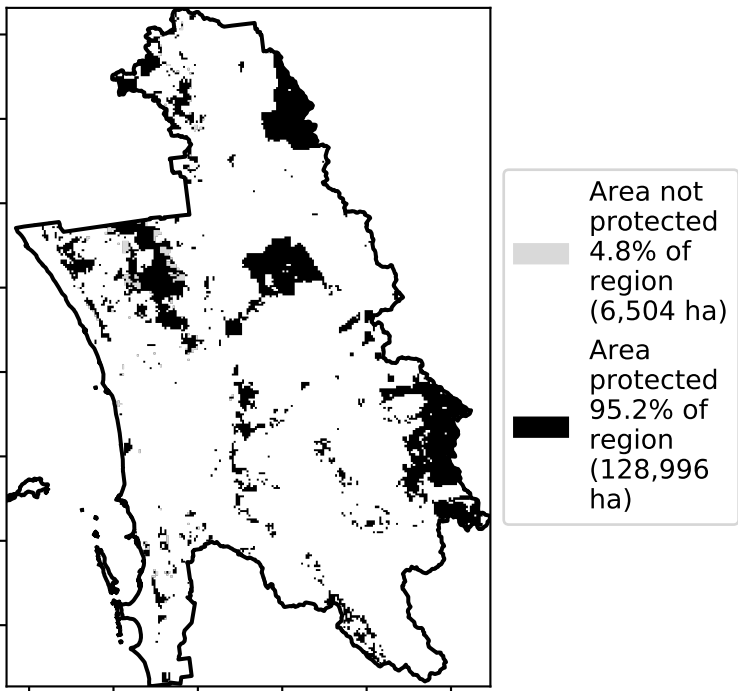 Area not
protected
4.8% of
region
(6,504 ha)
Area
protected
95.2% of
region
(128,996
ha)